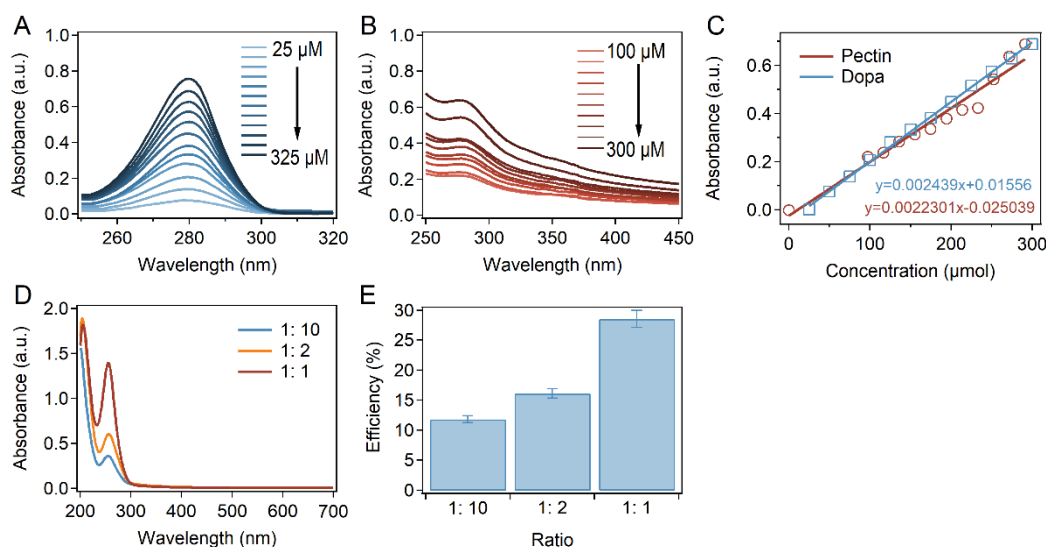 A
Absorbance (a.u.)
1.0
0.8
0.6
0.4
0.2
0.0
25 µM
325 µM
260 280 300 320
Wavelength (nm)
B
Absorbance (a.u.)
1.0
0.8
0.6
0.4
0.2
0.0
100 µM
300 µM
250 300 350 400 450
Wavelength (nm)
C
Absorbance (a.u.)
0.6
0.4
0.2
0.0
Pectin
Dopa
y=0.002439x+0.01556
y=0.0022301x-0.025039
0 100 200 300
Concentration (µmol)
D
Absorbance (a.u.)
2.0
1.5
1.0
0.5
0.0
1: 10
1: 2
1: 1
200 300 400 500 600 700
Wavelength (nm)
E
Efficiency (%)
30
25
20
15
10
5
0
1: 10 1: 2 1: 1
Ratio